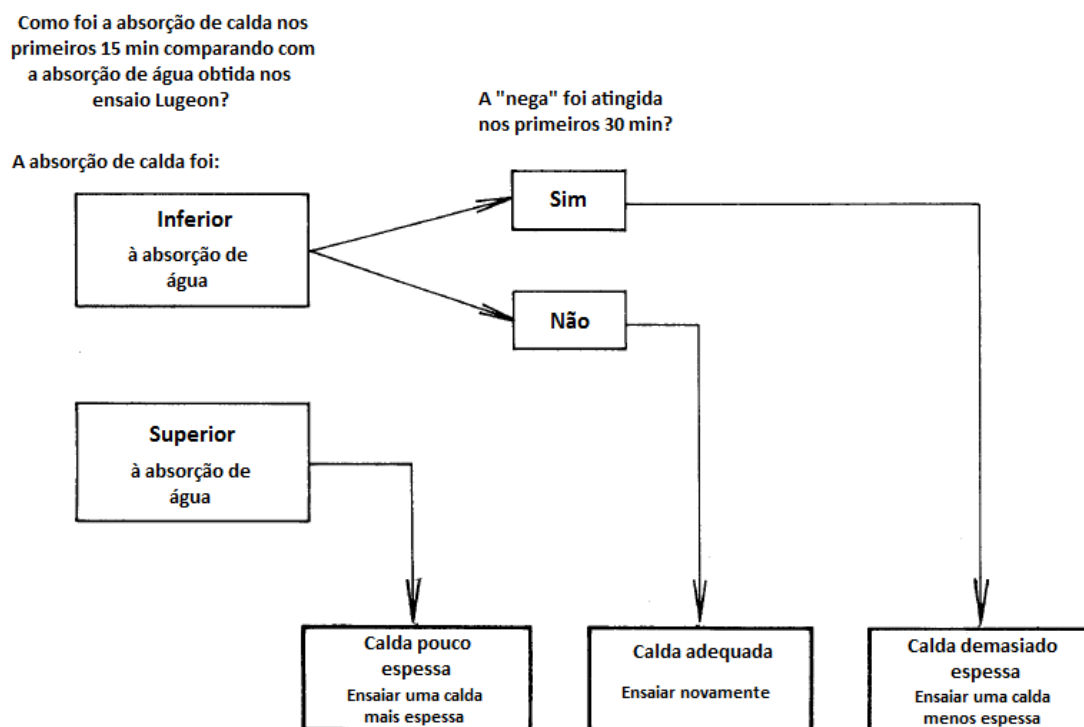 Como foi a absorção de calda nos
primeiros 15 min comparando com
a absorção de água obtida nos
ensaio Lugeon?
A "nega" foi atingida
nos primeiros 30 min?
A absorção de calda foi:
Inferior
à absorção de
água
Sim
Não
Superior
à absorção de
água
Calda pouco
espessa
Ensaiar uma calda
mais espessa
Calda adequada
Ensaiar novamente
Calda demasiado
espessa
Ensaiar uma calda
menos espessa